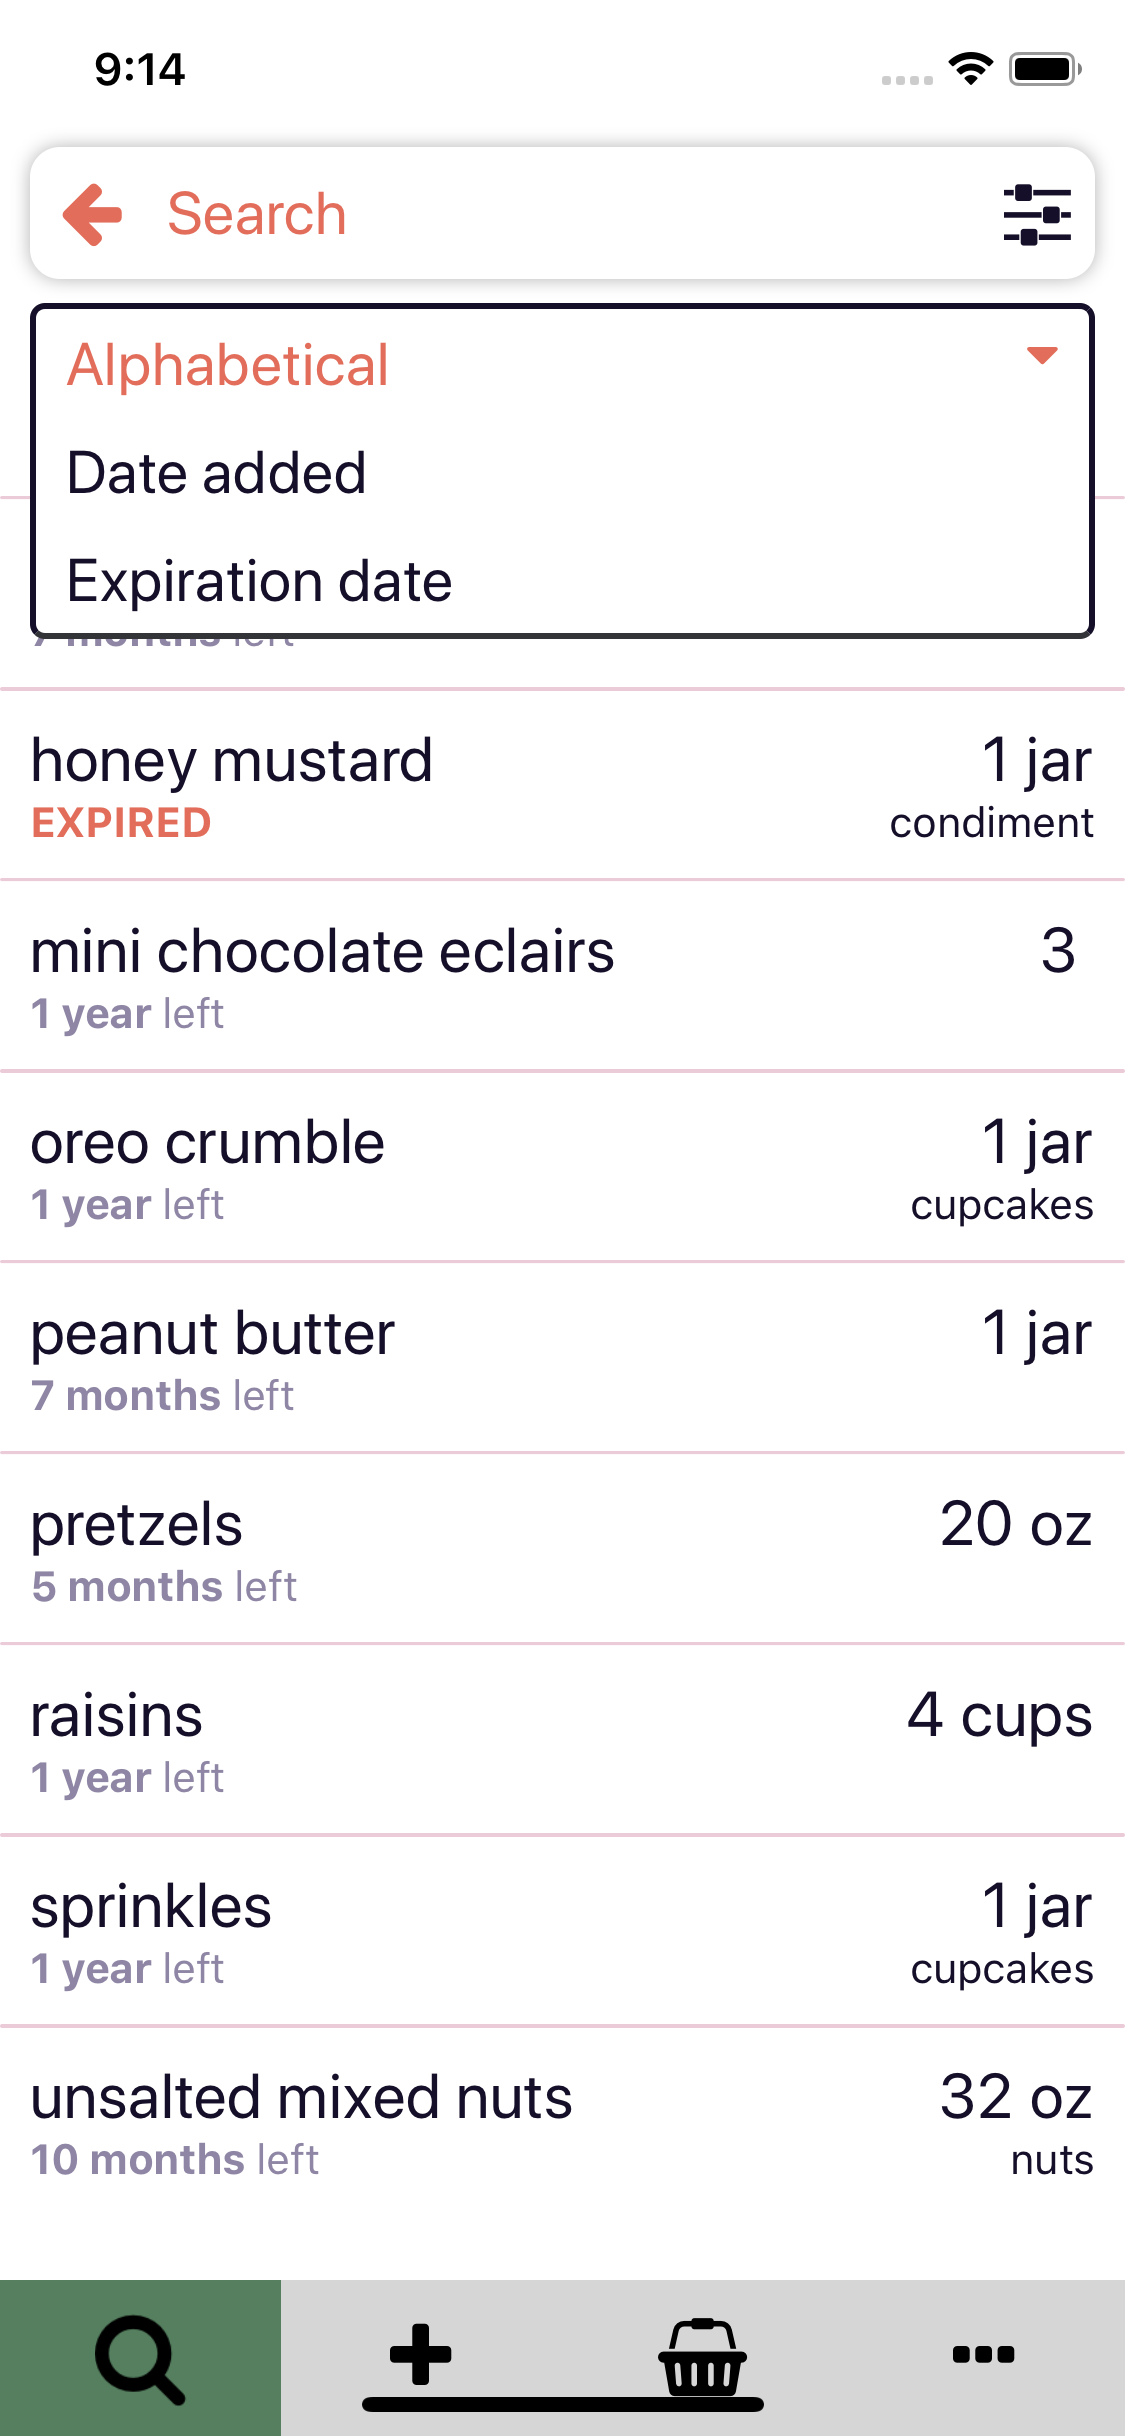 9:14
Search
Alphabetical
Date added
Expiration date
7 months left
honey mustard 1 jar
EXPIRED condiment
mini chocolate eclairs 3
1 year left
oreo crumble 1 jar
1 year left cupcakes
peanut butter 1 jar
7 months left
pretzels 20 oz
5 months left
raisins 4 cups
1 year left
sprinkles 1 jar
1 year left cupcakes
unsalted mixed nuts 32 oz
10 months left nuts